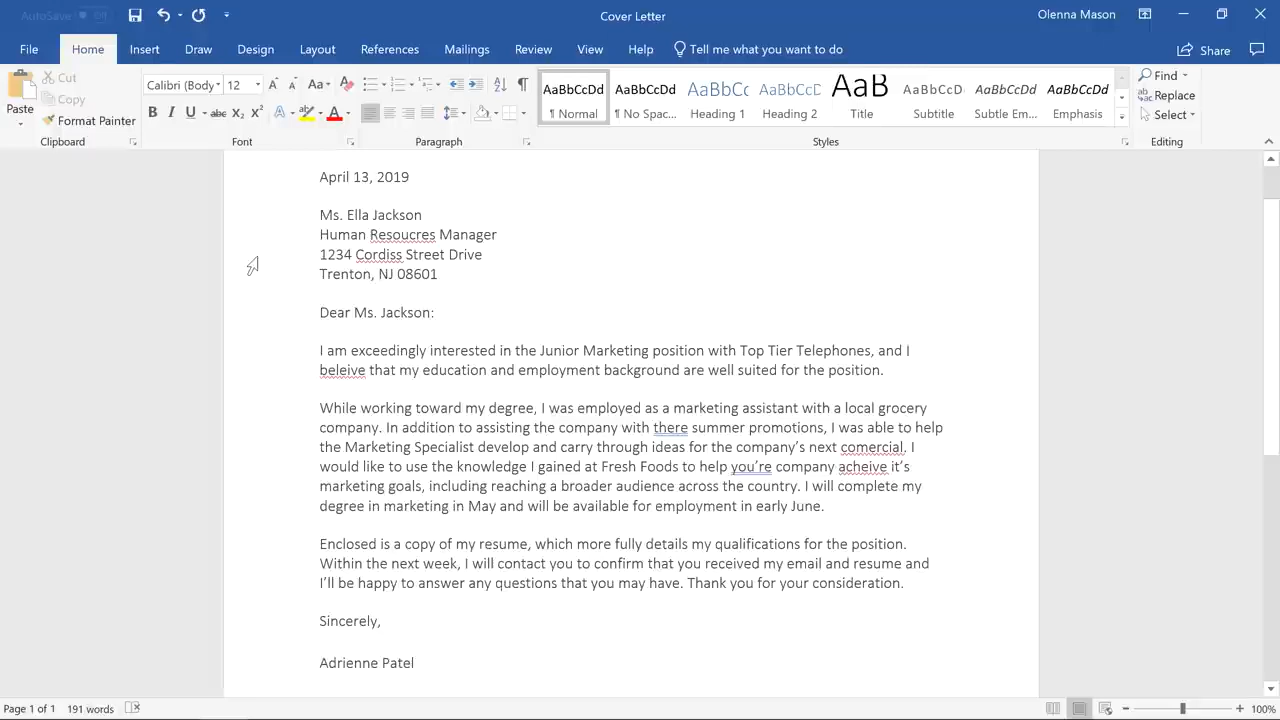 AutoSave
Cover Letter
Olenna Mason
File Home Insert Draw Design Layout References Mailings Review View Help Tell me what you want to do Share
Paste
Cut
Copy
Format Painter
Clipboard
Calibri (Body 12 Aa
B I U abc X2 X2 A A
Font
Paragraph
AaBbCcDd AaBbCcDd AaBbCc AaBbCcD AaB AaBbCcD AaBbCcDd AaBbCcDd
¶ Normal ¶ No Spac... Heading 1 Heading 2 Title Subtitle Subtle Em... Emphasis
Styles
Find
Replace
Select
Editing
April 13, 2019
Ms. Ella Jackson
Human Resoucres Manager
1234 Cordiss Street Drive
Trenton, NJ 08601
Dear Ms. Jackson:
I am exceedingly interested in the Junior Marketing position with Top Tier Telephones, and I
beleive that my education and employment background are well suited for the position.
While working toward my degree, I was employed as a marketing assistant with a local grocery
company. In addition to assisting the company with there summer promotions, I was able to help
the Marketing Specialist develop and carry through ideas for the company’s next comercial. I
would like to use the knowledge I gained at Fresh Foods to help you’re company acheive it’s
marketing goals, including reaching a broader audience across the country. I will complete my
degree in marketing in May and will be available for employment in early June.
Enclosed is a copy of my resume, which more fully details my qualifications for the position.
Within the next week, I will contact you to confirm that you received my email and resume and
I’ll be happy to answer any questions that you may have. Thank you for your consideration.
Sincerely,
Adrienne Patel
Page 1 of 1 191 words 100%